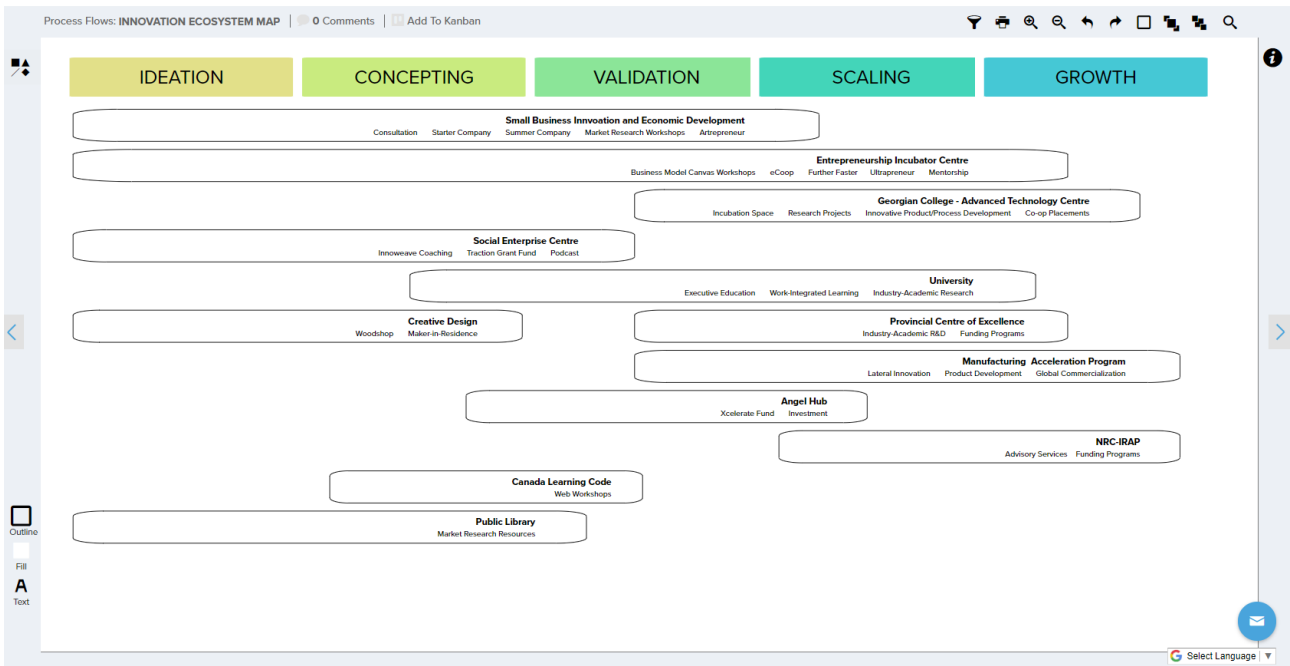 Process Flows: INNOVATION ECOSYSTEM MAP | 0 Comments | Add To Kanban
IDEATION CONCEPTING VALIDATION SCALING GROWTH
Small Business Innvoation and Economic Development
Consultation Starter Company Summer Company Market Research Workshops Artrepreneur
Entrepreneurship Incubator Centre
Business Model Canvas Workshops eCoop Further Faster Ultrapreneur Mentorship
Georgian College - Advanced Technology Centre
Incubation Space Research Projects Innovative Product/Process Development Co-op Placements
Social Enterprise Centre
Innoweave Coaching Traction Grant Fund Podcast
University
Executive Education Work-Integrated Learning Industry-Academic Research
Creative Design
Woodshop Maker-in-Residence
Provincial Centre of Excellence
Industry-Academic R&D Funding Programs
Manufacturing Acceleration Program
Lateral Innovation Product Development Global Commercialization
Angel Hub
Xcelerate Fund Investment
NRC-IRAP
Advisory Services Funding Programs
Canada Learning Code
Web Workshops
Public Library
Market Research Resources
Outline
Fill
A
Text
G Select Language ▼